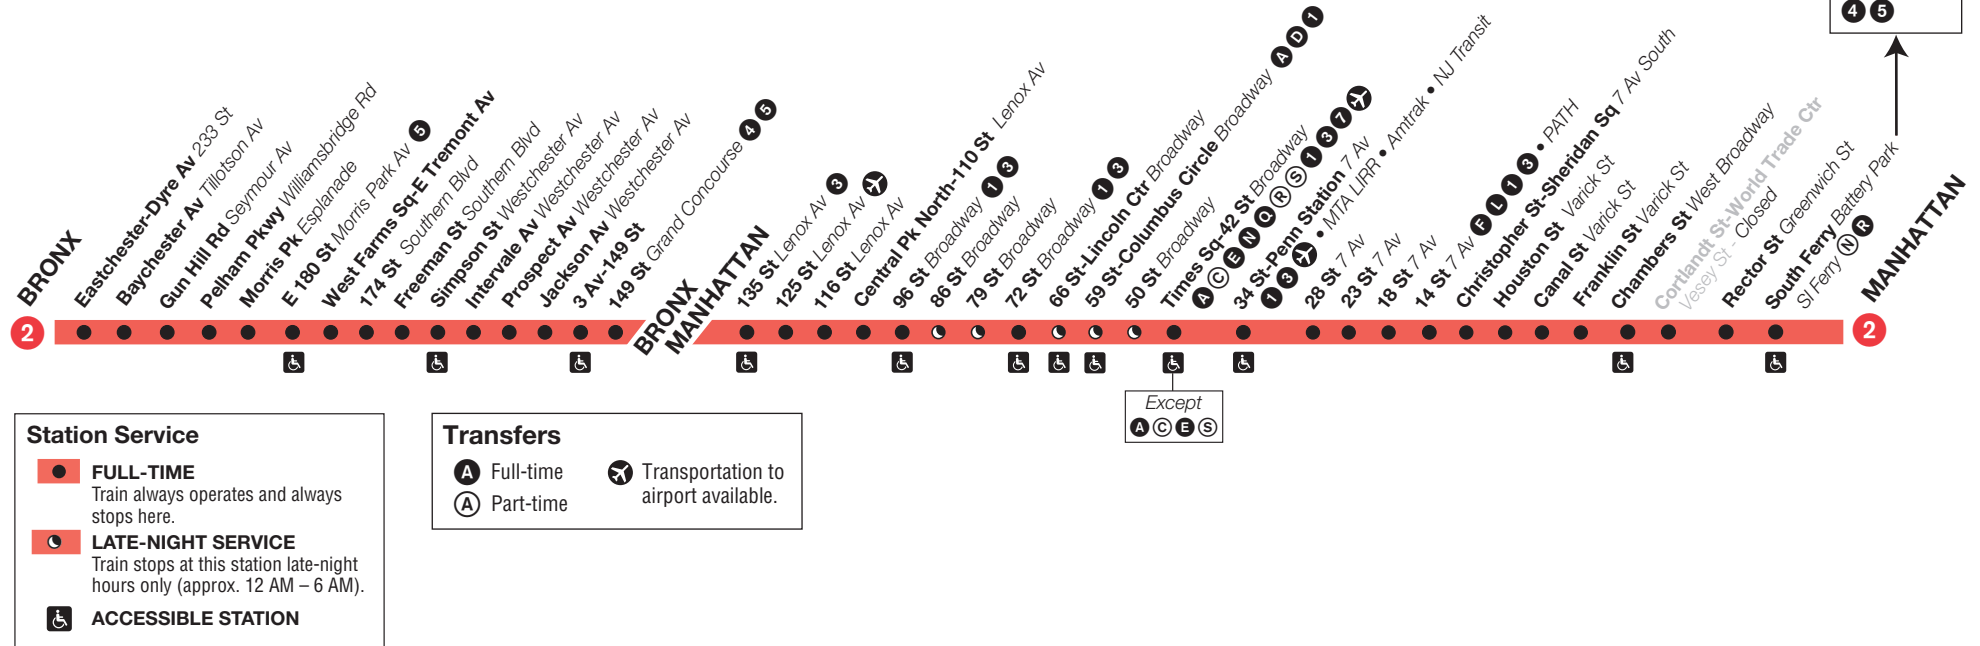 4 5
BRONX
Eastchester-Dyre Av 233 St
Baychester Av Tillotson Av
Gun Hill Rd Seymour Av
Pelham Pkwy Williamsbridge Rd
Morris Pk Esplanade
E 180 St Morris Park Av 5
West Farms Sq-E Tremont Av
174 St Southern Blvd
Freeman St Southern Blvd
Simpson St Westchester Av
Intervale Av Westchester Av
Prospect Av Westchester Av
Jackson Av Westchester Av
3 Av-149 St
149 St Grand Concourse 4 5
BRONX
MANHATTAN
135 St Lenox Av 3
125 St Lenox Av
116 St Lenox Av
Central Pk North-110 St Lenox Av
96 St Broadway 1 3
86 St Broadway
79 St Broadway
72 St Broadway 1 3
66 St-Lincoln Ctr Broadway
59 St-Columbus Circle Broadway A D 1
50 St Broadway
Times Sq-42 St Broadway
A C E N Q R S 1 3 7
34 St-Penn Station 7 Av
1 3 • MTA LIRR • Amtrak • NJ Transit
28 St 7 Av
23 St 7 Av
18 St 7 Av
14 St 7 Av F L 1 3 • PATH
Christopher St-Sheridan Sq 7 Av South
Houston St Varick St
Canal St Varick St
Franklin St Varick St
Chambers St West Broadway
Cortlandt St-World Trade Ctr
Vesey St - Closed
Rector St Greenwich St
South Ferry Battery Park
SI Ferry N R
MANHATTAN
2
2
Except
A C E S
Station Service
FULL-TIME
Train always operates and always
stops here.
LATE-NIGHT SERVICE
Train stops at this station late-night
hours only (approx. 12 AM – 6 AM).
ACCESSIBLE STATION
Transfers
A Full-time
A Part-time
Transportation to
airport available.